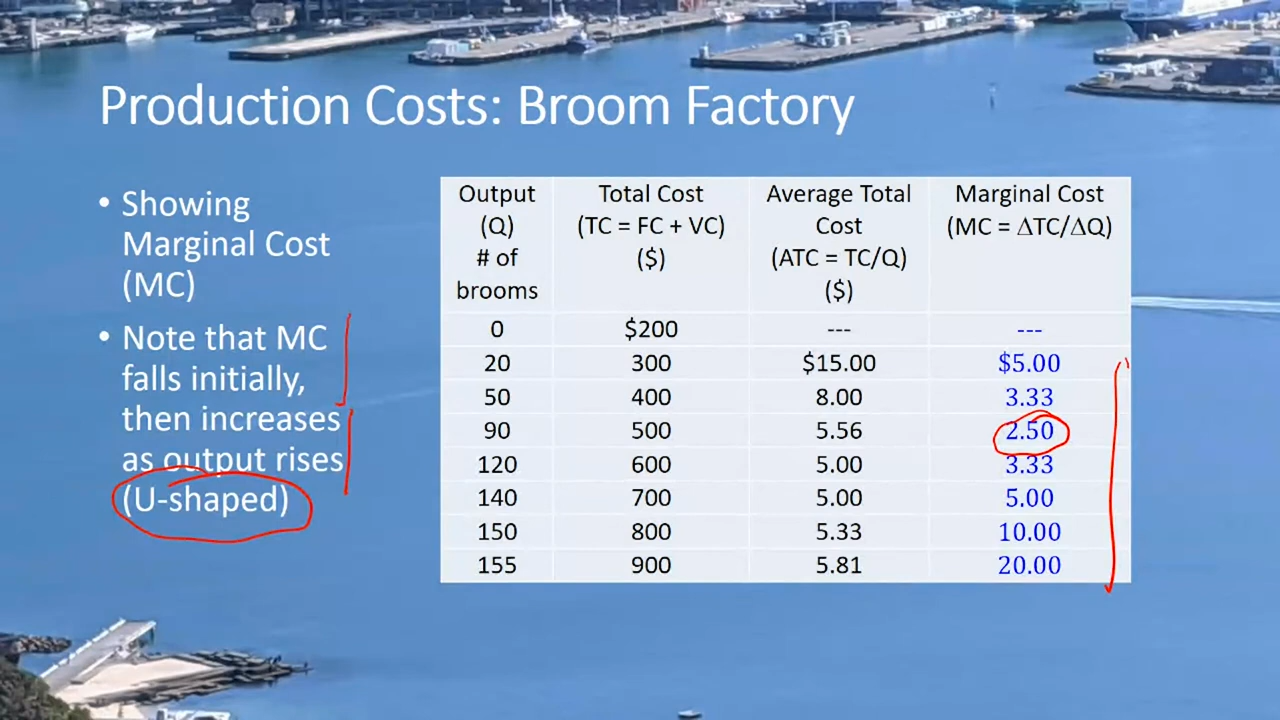 Production Costs: Broom Factory
• Showing
Marginal Cost
(MC)
• Note that MC
falls initially,
then increases
as output rises
(U-shaped)
Output Total Cost Average Total Marginal Cost
(Q) (TC = FC + VC) Cost (MC = ΔTC/ΔQ)
# of ($) (ATC = TC/Q)
brooms ($)
0 $200 --- ---
20 300 $15.00 $5.00
50 400 8.00 3.33
90 500 5.56 2.50
120 600 5.00 3.33
140 700 5.00 5.00
150 800 5.33 10.00
155 900 5.81 20.00